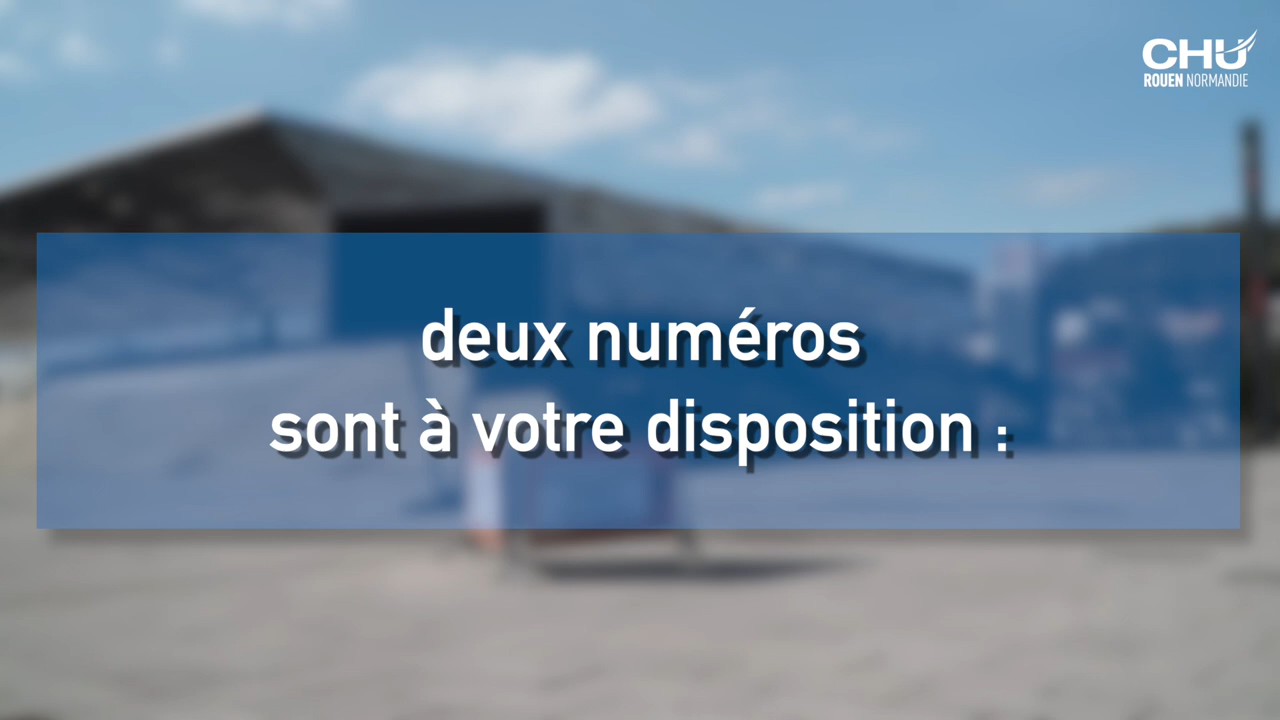 CHU
ROUEN NORMANDIE
deux numéros
sont à votre disposition :